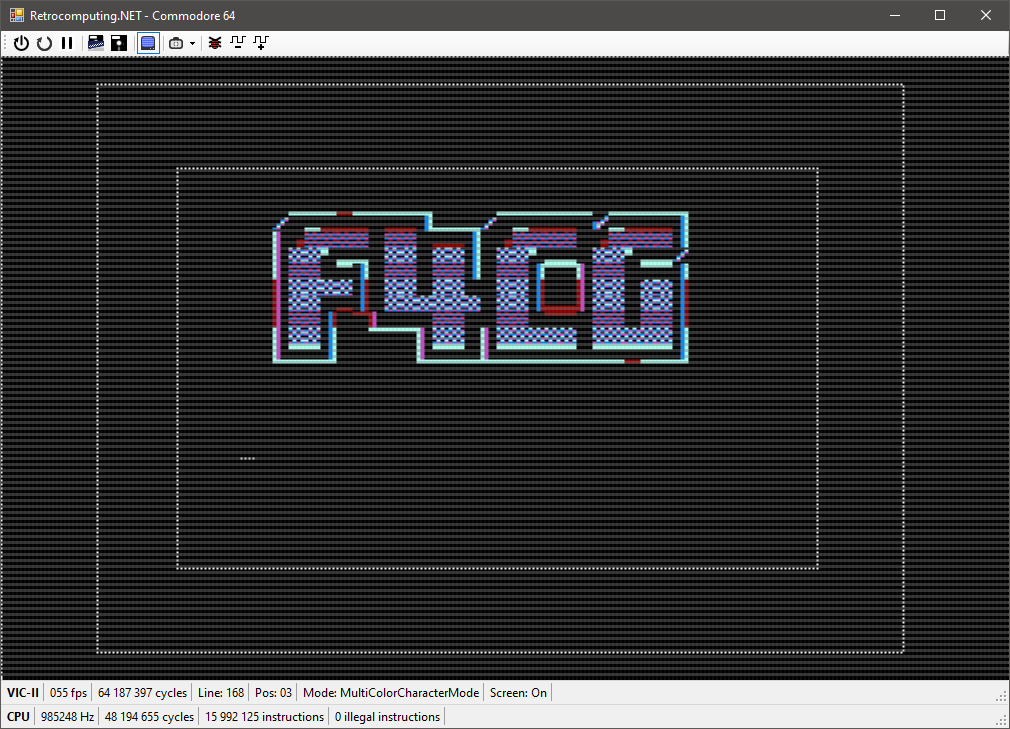 Retrocomputing.NET - Commodore 64
F4CG
VIC-II 055 fps 64 187 397 cycles Line: 168 Pos: 03 Mode: MultiColorCharacterMode Screen: On
CPU 985248 Hz 48 194 655 cycles 15 992 125 instructions 0 illegal instructions